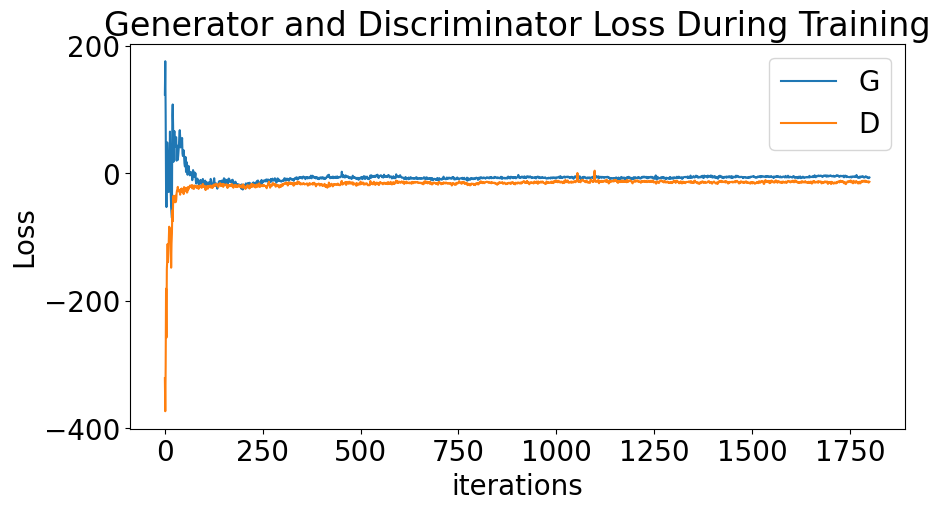 Generator and Discriminator Loss During Training
200
0
−200
−400
Loss
G
D
0 250 500 750 1000 1250 1500 1750
iterations